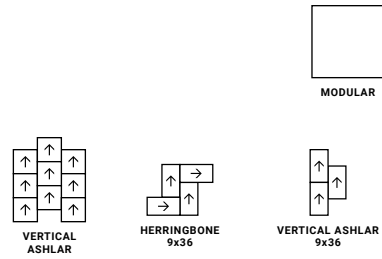 MODULAR
VERTICAL
ASHLAR
HERRINGBONE
9x36
VERTICAL ASHLAR
9x36